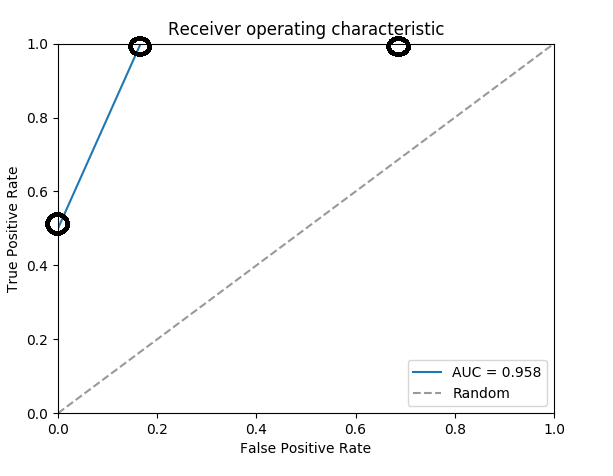 Receiver operating characteristic
1.0
0.8
0.6
0.4
0.2
0.0
True Positive Rate
0.0 0.2 0.4 0.6 0.8 1.0
False Positive Rate
AUC = 0.958
Random